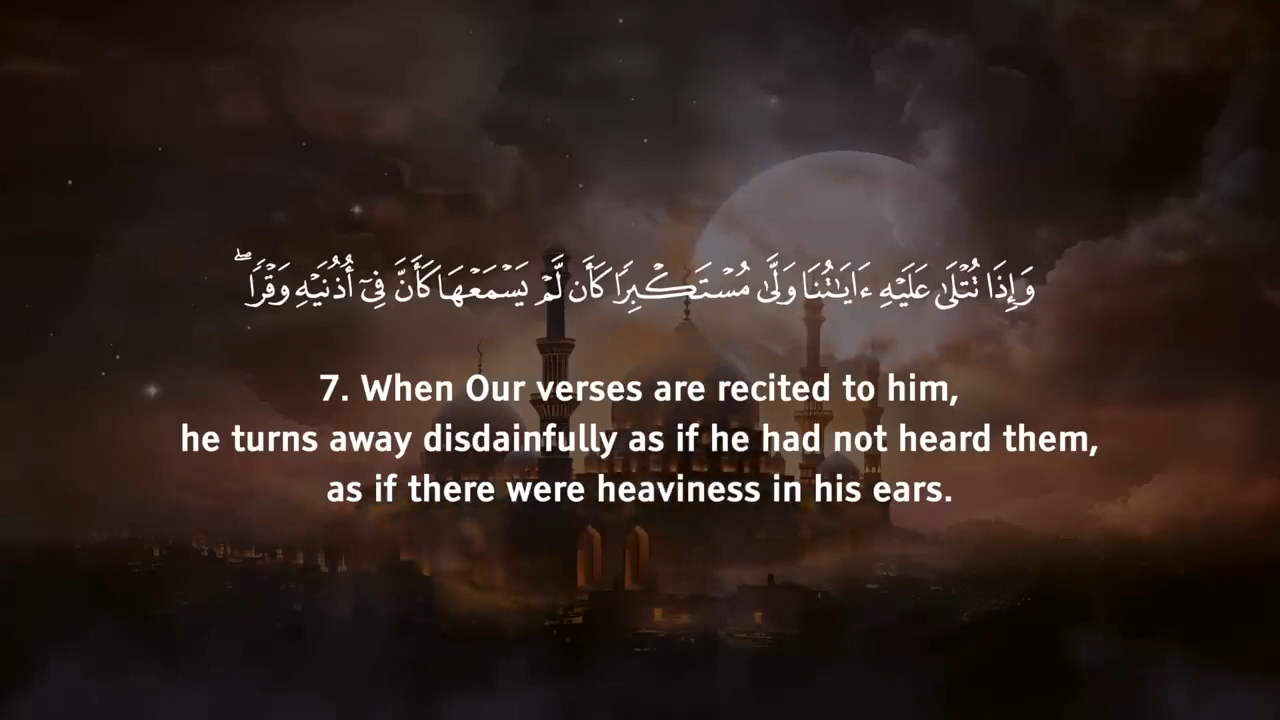 وَإِذَا تُتْلَىٰ عَلَيْهِ ءَايَـٰتُنَا وَلَّىٰ مُسْتَكْبِرًا كَأَن لَّمْ يَسْمَعْهَا كَأَنَّ فِىٓ أُذُنَيْهِ وَقْرًا ۖ
7. When Our verses are recited to him,
he turns away disdainfully as if he had not heard them,
as if there were heaviness in his ears.